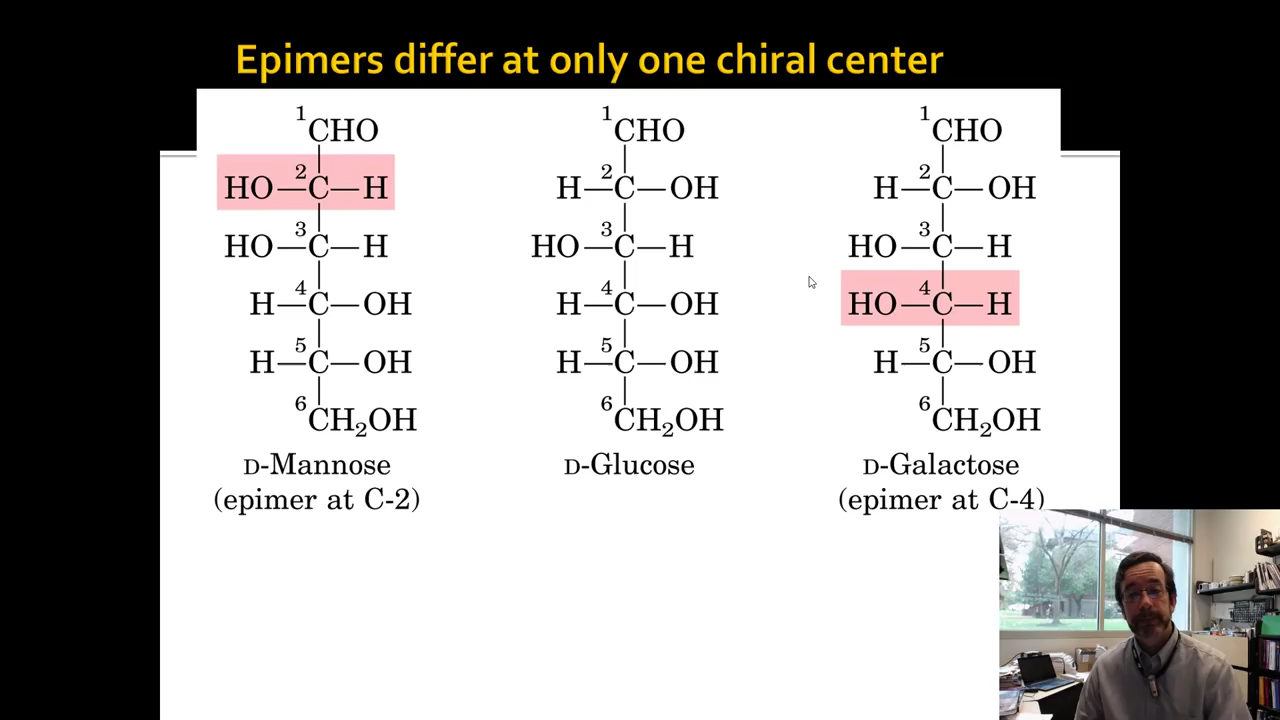 Epimers differ at only one chiral center
1CHO 1CHO 1CHO
HO—2C—H H—2C—OH H—2C—OH
HO—3C—H HO—3C—H HO—3C—H
H—4C—OH H—4C—OH HO—4C—H
H—5C—OH H—5C—OH H—5C—OH
6CH2OH 6CH2OH 6CH2OH
D-Mannose D-Glucose D-Galactose
(epimer at C-2) (epimer at C-4)